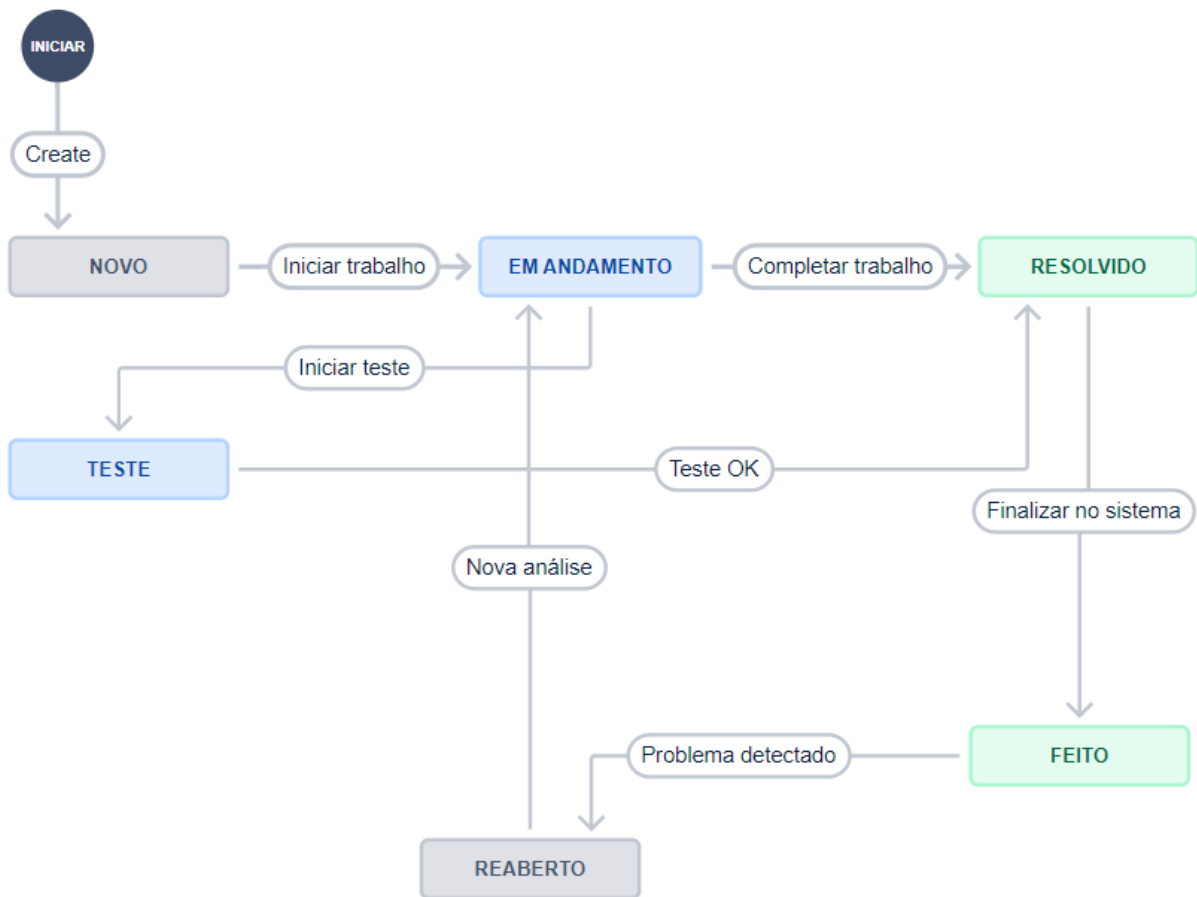 INICIAR
Create
NOVO
Iniciar trabalho
EM ANDAMENTO
Completar trabalho
RESOLVIDO
Iniciar teste
TESTE
Teste OK
Finalizar no sistema
Nova análise
Problema detectado
FEITO
REABERTO